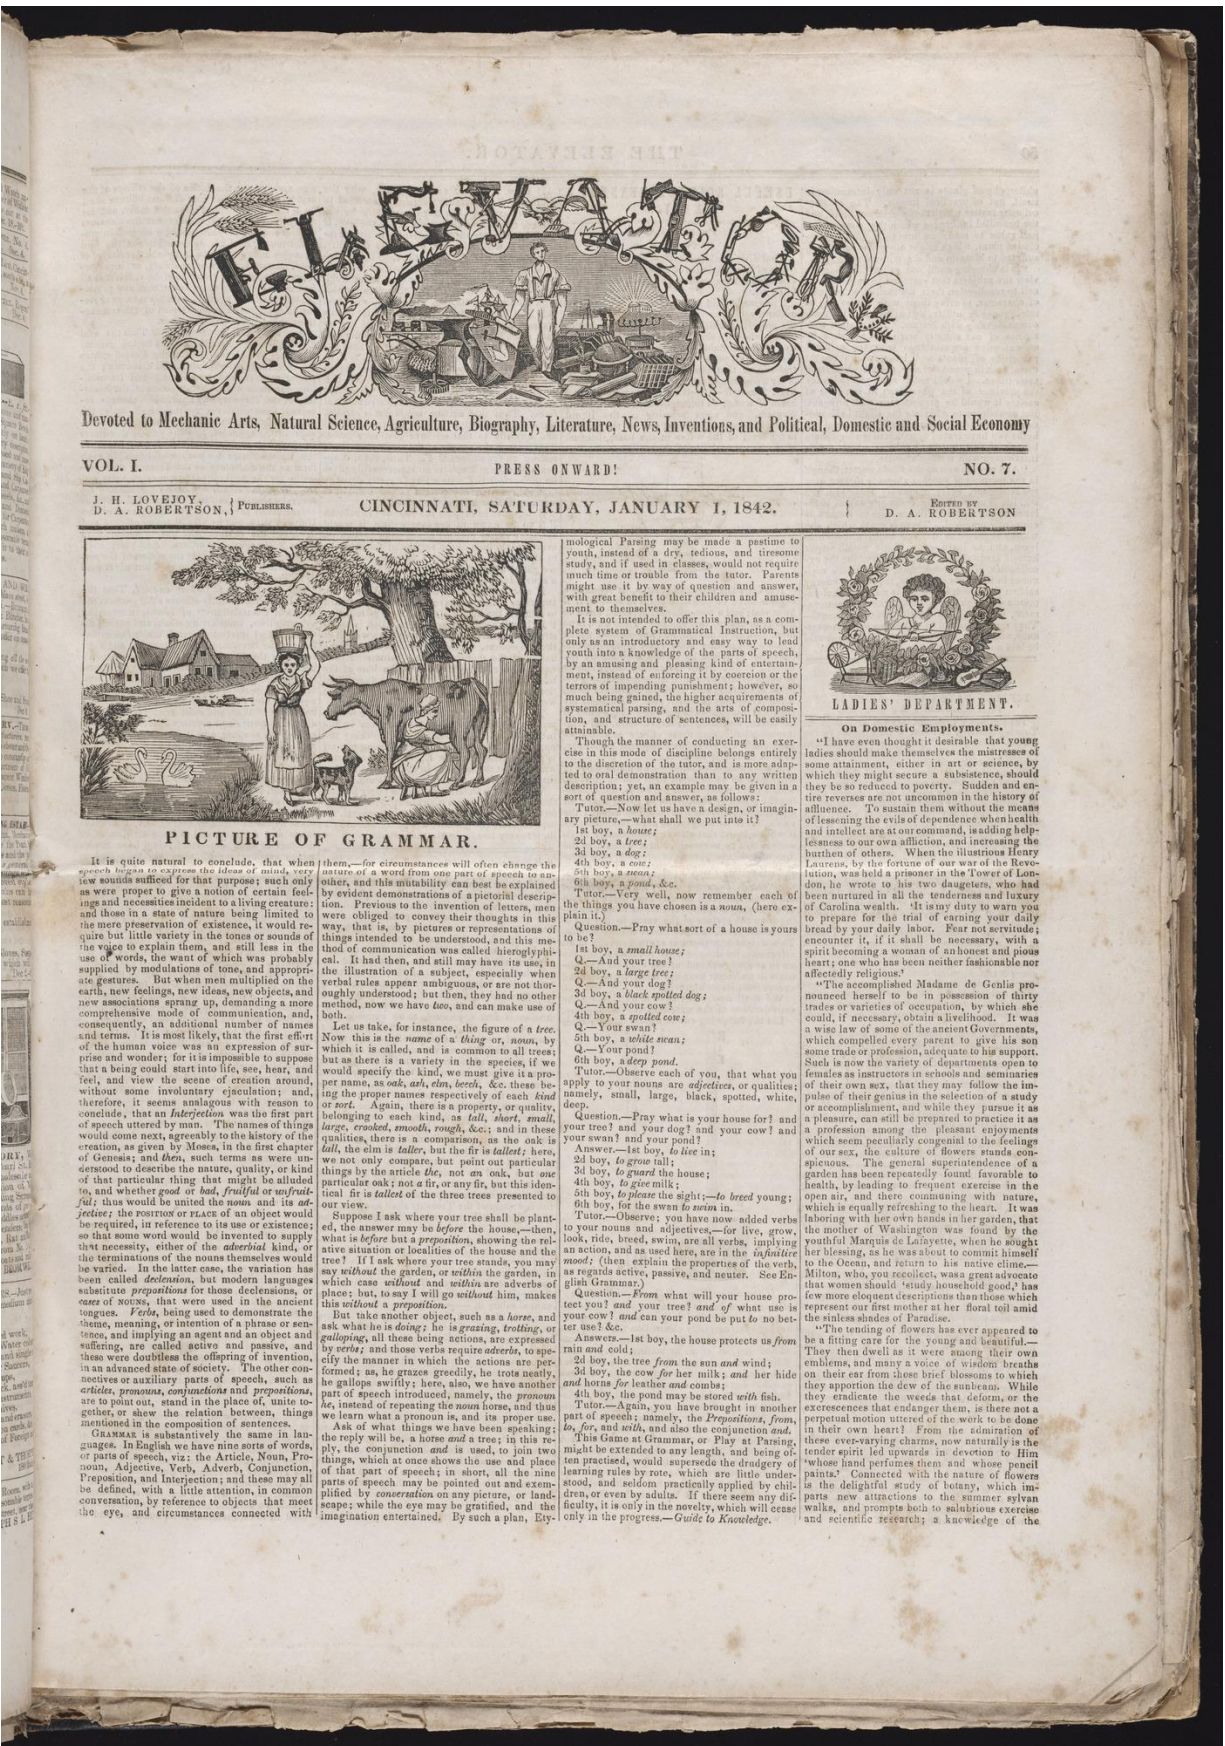 ELEVATOR
Devoted to Mechanic Arts, Natural Science, Agriculture, Biography, Literature, News, Inventions, and Political, Domestic and Social Economy
VOL. I.
PRESS ONWARD!
NO. 7.
J. H. LOVEJOY,
D. A. ROBERTSON,
PUBLISHERS.
CINCINNATI, SATURDAY, JANUARY 1, 1842.
EDITED BY
D. A. ROBERTSON
PICTURE OF GRAMMAR.
It is quite natural to conclude, that when
speech began to express the ideas of mind, very
few sounds sufficed for that purpose; such only
as were proper to give a notion of certain feel-
ings and necessities incident to a living creature:
and those in a state of nature being limited to
the mere preservation of existence, it would re-
quire but little variety in the tones or sounds of
the voice to explain them, and still less in the
use of words, the want of which was probably
supplied by modulations of tone, and appropri-
ate gestures. But when men multiplied on the
earth, new feelings, new ideas, new objects, and
new associations sprang up, demanding a more
comprehensive mode of communication, and,
consequently, an additional number of names
and terms. It is most likely, that the first effort
of the human voice was an expression of sur-
prise and wonder; for it is impossible to suppose
that a being could start into life, see, hear, and
feel, and view the scene of creation around,
without some involuntary ejaculation; and,
therefore, it seems analagous with reason to
conclude, that an Interjection was the first part
of speech uttered by man. The names of things
would come next, agreeably to the history of the
creation, as given by Moses, in the first chapter
of Genesis; and then, such terms as were un-
derstood to describe the nature, quality, or kind
of that particular thing that might be alluded
to, and whether good or bad, fruitful or unfruit-
ful; thus would be united the noun and its ad-
jective; the POSITION or PLACE of an object would
be required, in reference to its use or existence;
so that some word would be invented to supply
that necessity, either of the adverbial kind, or
the terminations of the nouns themselves would
be varied. In the latter case, the variation has
been called declension, but modern languages
substitute prepositions for those declensions, or
cases of NOUNS, that were used in the ancient
tongues. Verbs, being used to demonstrate the
theme, meaning, or intention of a phrase or sen-
tence, and implying an agent and an object and
suffering, are called active and passive, and
these were doubtless the offspring of invention,
in an advanced state of society. The other con-
nectives or auxiliary parts of speech, such as
articles, pronouns, conjunctions and prepositions,
are to point out, stand in the place of, unite to-
gether, or shew the relation between, things
mentioned in the composition of sentences.
GRAMMAR is substantively the same in lan-
guages. In English we have nine sorts of words,
or parts of speech, viz: the Article, Noun, Pro-
noun, Adjective, Verb, Adverb, Conjunction,
Preposition, and Interjection; and these may all
be defined, with a little attention, in common
conversation, by reference to objects that meet
the eye, and circumstances connected with
them,—for circumstances will often change the
nature of a word from one part of speech to an-
other, and this mutability can best be explained
by evident demonstrations of a pictorial descrip-
tion. Previous to the invention of letters, men
were obliged to convey their thoughts in this
way, that is, by pictures or representations of
things intended to be understood, and this me-
thod of communication was called hieroglyphi-
cal. It had then, and still may have its use, in
the illustration of a subject, especially when
verbal rules appear ambiguous, or are not thor-
oughly understood; but then, they had no other
method, now we have two, and can make use of
both.
Let us take, for instance, the figure of a tree.
Now this is the name of a thing or, noun, by
which it is called, and is common to all trees;
but as there is a variety in the species, if we
would specify the kind, we must give it a pro-
per name, as oak, ash, elm, beech, &c. these be-
ing the proper names respectively of each kind
or sort. Again, there is a property, or quality,
belonging to each kind, as tall, short, small,
large, crooked, smooth, rough, &c.; and in these
qualities, there is a comparison, as the oak is
tall, the elm is taller, but the fir is tallest; here,
we not only compare, but point out particular
things by the article the, not an oak, but one
particular oak; not a fir, or any fir, but this iden-
tical fir is tallest of the three trees presented to
our view.
Suppose I ask where your tree shall be plant-
ed, the answer may be before the house,—then,
what is before but a preposition, showing the rel-
ative situation or localities of the house and the
tree? If I ask where your tree stands, you may
say without the garden, or within the garden, in
which case without and within are adverbs of
place; but, to say I will go without him, makes
this without a preposition.
But take another object, such as a horse, and
ask what he is doing; he is grazing, trotting, or
galloping, all these being actions, are expressed
by verbs; and those verbs require adverbs, to spe-
cify the manner in which the actions are per-
formed; as, he grazes greedily, he trots neatly,
he gallops swiftly; here, also, we have another
part of speech introduced, namely, the pronoun
he, instead of repeating the noun horse, and thus
we learn what a pronoun is, and its proper use.
Ask of what things we have been speaking;
the reply will be, a horse and a tree; in this re-
ply, the conjunction and is used, to join two
things, which at once shows the use and place
of that part of speech; in short, all the nine
parts of speech may be pointed out and exem-
plified by conversation on any picture, or land-
scape; while the eye may be gratified, and the
imagination entertained. By such a plan, Ety-
mological Parsing may be made a pastime to
youth, instead of a dry, tedious, and tiresome
study, and if used in classes, would not require
much time or trouble from the tutor. Parents
might use it by way of question and answer,
with great benefit to their children and amuse-
ment to themselves.
It is not intended to offer this plan, as a com-
plete system of Grammatical Instruction, but
only as an introductory and easy way to lead
youth into a knowledge of the parts of speech,
by an amusing and pleasing kind of entertain-
ment, instead of enforcing it by coercion or the
terrors of impending punishment; however, so
much being gained, the higher acquirements of
systematical parsing, and the arts of composi-
tion, and structure of sentences, will be easily
attainable.
Though the manner of conducting an exer-
cise in this mode of discipline belongs entirely
to the discretion of the tutor, and is more adap-
ted to oral demonstration than to any written
description; yet, an example may be given in a
sort of question and answer, as follows:
Tutor.—Now let us have a design, or imagin-
ary picture,—what shall we put into it?
1st boy, a house;
2d boy, a tree;
3d boy, a dog;
4th boy, a cow;
5th boy, a swan;
6th boy, a pond, &c.
Tutor.—Very well, now remember each of
the things you have chosen is a noun, (here ex-
plain it.)
Question.—Pray what sort of a house is yours
to be?
1st boy, a small house;
Q.—And your tree?
2d boy, a large tree;
Q.—And your dog?
3d boy, a black spotted dog;
Q.—And your cow?
4th boy, a spotted cow;
Q.—Your swan?
5th boy, a white swan;
Q.—Your pond?
6th boy, a deep pond.
Tutor.—Observe each of you, that what you
apply to your nouns are adjectives, or qualities;
namely, small, large, black, spotted, white,
deep.
Question.—Pray what is your house for? and
your tree? and your dog? and your cow? and
your swan? and your pond?
Answer.—1st boy, to live in;
2d boy, to grow tall;
3d boy, to guard the house;
4th boy, to give milk;
5th boy, to please the sight;—to breed young;
6th boy, for the swan to swim in.
Tutor.—Observe; you have now added verbs
to your nouns and adjectives,—for live, grow,
look, ride, breed, swim, are all verbs, implying
an action, and as used here, are in the infinitive
mood; (then explain the properties of the verb,
as regards active, passive, and neuter. See En-
glish Grammar.)
Question.—From what will your house pro-
tect you? and your tree? and of what use is
your cow? and can your pond be put to no bet-
ter use? &c.
Answers.—1st boy, the house protects us from
rain and cold;
2d boy, the tree from the sun and wind;
3d boy, the cow for her milk; and her hide
and horns for leather and combs;
4th boy, the pond may be stored with fish.
Tutor.—Again, you have brought in another
part of speech; namely, the Prepositions, from,
to, for, and with, and also the conjunction and.
This Game at Grammar, or Play at Parsing,
might be extended to any length, and being of-
ten practised, would supersede the drudgery of
learning rules by rote, which are little under-
stood, and seldom practically applied by chil-
dren, or even by adults. If there seem any dif-
ficulty, it is only in the novelty, which will cease
only in the progress.—Guide to Knowledge.
LADIES' DEPARTMENT.
On Domestic Employments.
"I have even thought it desirable that young
ladies should make themselves the mistresses of
some attainment, either in art or science, by
which they might secure a subsistence, should
they be so reduced to poverty. Sudden and en-
tire reverses are not uncommon in the history of
affluence. To sustain them without the means
of lessening the evils of dependence when health
and intellect are at our command, is adding help-
lessness to our own affliction, and increasing the
burthen of others. When the illustrious Henry
Laurens, by the fortune of our war of the Revo-
lution, was held a prisoner in the Tower of Lon-
don, he wrote to his two daugeters, who had
been nurtured in all the tenderness and luxury
of Carolina wealth. 'It is my duty to warn you
to prepare for the trial of earning your daily
bread by your daily labor. Fear not servitude;
encounter it, if it shall be necessary, with a
spirit becoming a woman of an honest and pious
heart; one who has been neither fashionable nor
affectedly religious.'
"The accomplished Madame de Genlis pro-
nounced herself to be in possession of thirty
trades or varieties of occupation, by which she
could, if necessary, obtain a livelihood. It was
a wise law of some of the ancient Governments,
which compelled every parent to give his son
some trade or profession, adequate to his support.
Such is now the variety of departments open to
females as instructors in schools and seminaries
of their own sex, that they may follow the im-
pulse of their genius in the selection of a study
or accomplishment, and while they pursue it as
a pleasure, can still be prepared to practice it as
a profession among the pleasant enjoyments
which seem peculiarly congenial to the feelings
of our sex, the culture of flowers stands con-
spicuous. The general superintendence of a
garden has been repeatedly found favorable to
health, by leading to frequent exercise in the
open air, and there communing with nature,
which is equally refreshing to the heart. It was
laboring with her own hands in her garden, that
the mother of Washington was found by the
youthful Marquis de Lafayette, when he sought
her blessing, as he was about to commit himself
to the Ocean, and return to his native clime.—
Milton, who, you recollect, was a great advocate
that women should 'study household good,' has
few more eloquent descriptions than those which
represent our first mother at her floral toil amid
the sinless shades of Paradise.
"The tending of flowers has ever appeared to
be a fitting care for the young and beautiful.—
They then dwell as it were among their own
emblems, and many a voice of wisdom breaths
on their ear from those brief blossoms to which
they apportion the dew of the sunbeam. While
they eradicate the weeds that deform, or the
excrescences that endanger them, is there not a
perpetual motion uttered of the work to be done
in their own heart? From the admiration of
these ever-varying charms, now naturally is the
tender spirit led upwards in devotion to Him
'whose hand perfumes them and whose pencil
paints.' Connected with the nature of flowers
is the delightful study of botany, which im-
parts new attractions to the summer sylvan
walks, and prompts both to salubrious exercise
and scientific research; a knowledge of the